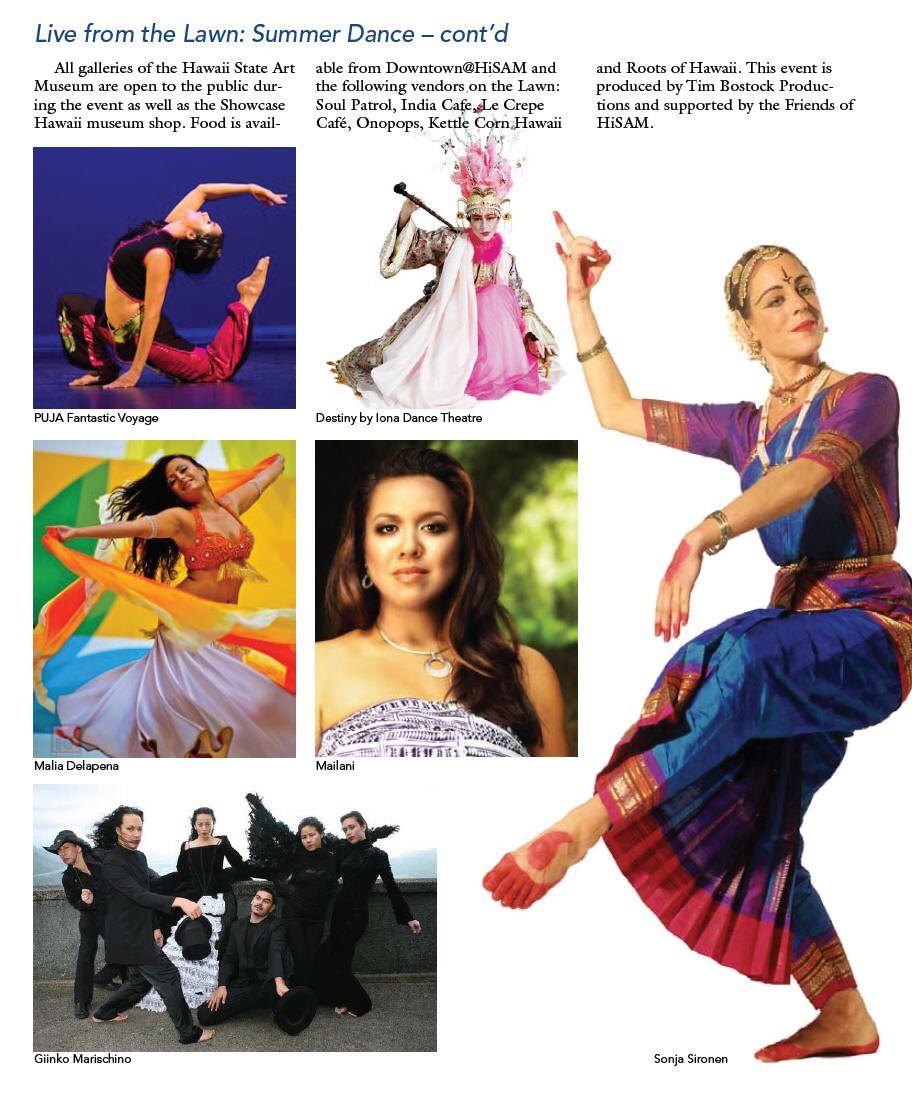 Live from the Lawn: Summer Dance – cont’d
All galleries of the Hawaii State Art
Museum are open to the public dur-
ing the event as well as the Showcase
Hawaii museum shop. Food is avail-
able from Downtown@HiSAM and
the following vendors on the Lawn:
Soul Patrol, India Cafe, Le Crepe
Café, Onopops, Kettle Corn Hawaii
and Roots of Hawaii. This event is
produced by Tim Bostock Produc-
tions and supported by the Friends of
HiSAM.
PUJA Fantastic Voyage
Destiny by Iona Dance Theatre
Malia Delapena
Mailani
Giinko Marischino
Sonja Sironen